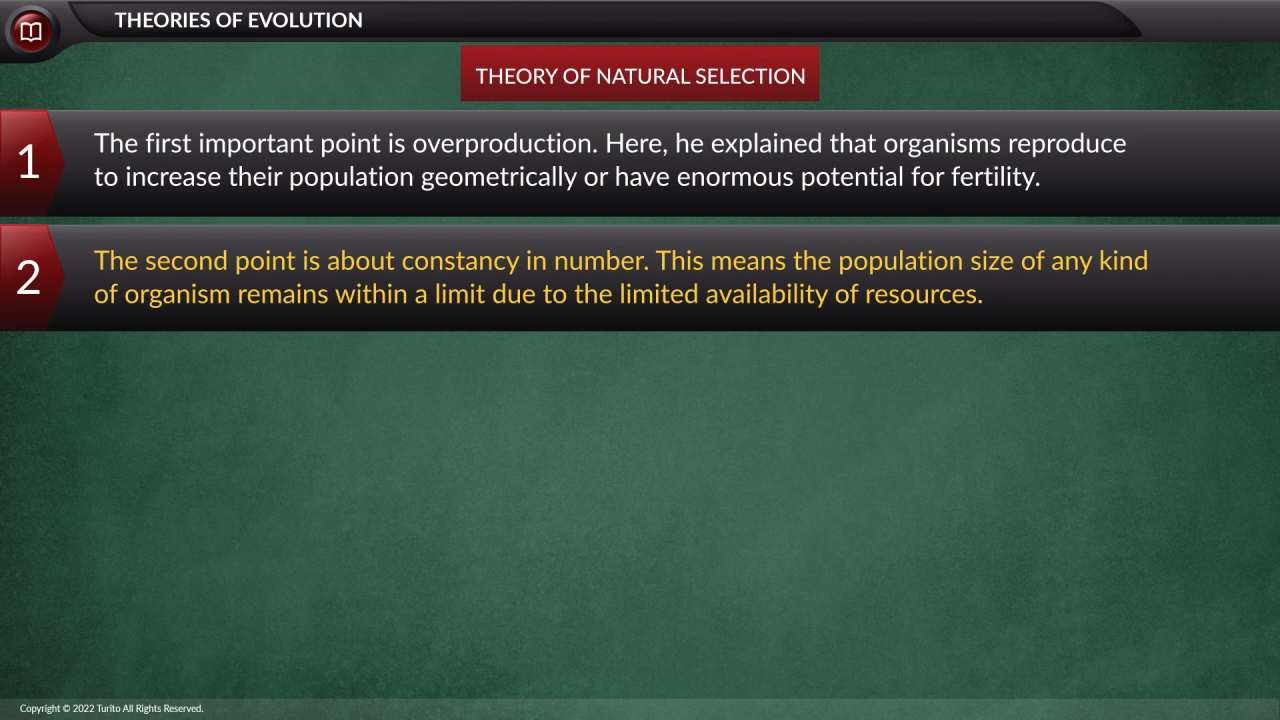 THEORIES OF EVOLUTION
THEORY OF NATURAL SELECTION
1
The first important point is overproduction. Here, he explained that organisms reproduce
to increase their population geometrically or have enormous potential for fertility.
2
The second point is about constancy in number. This means the population size of any kind
of organism remains within a limit due to the limited availability of resources.
Copyright © 2022 Turito All Rights Reserved.